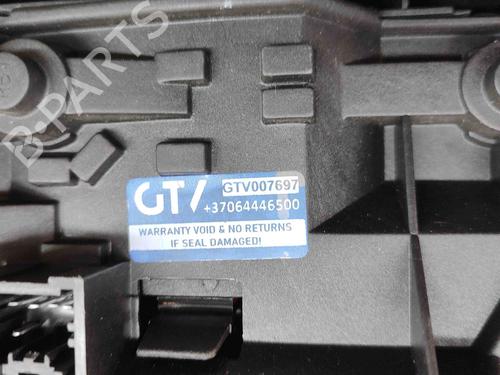 B-PARTS
GTV
GTV007697
+37064446500
WARRANTY VOID & NO RETURNS
IF SEAL DAMAGED!